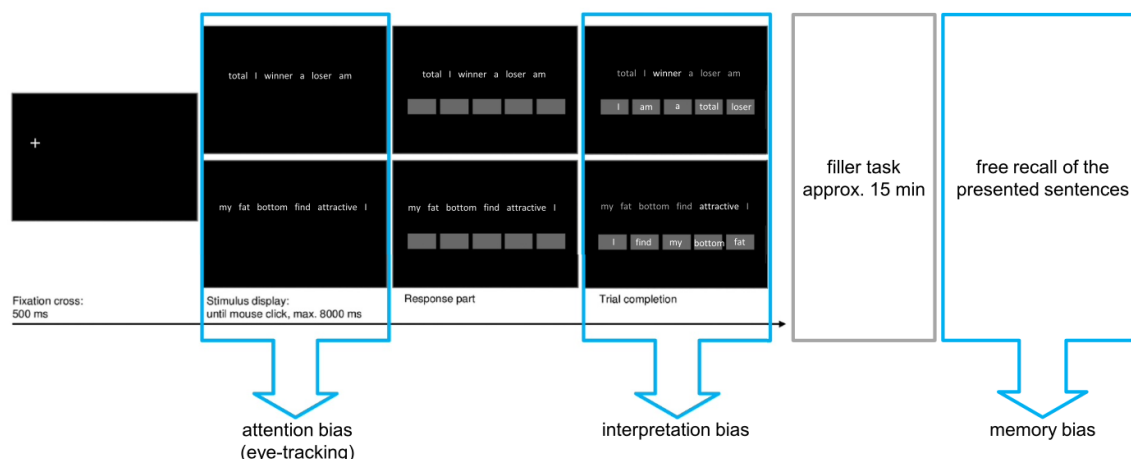 total I winner a loser am
total I winner a loser am
total I winner a loser am
I am a total loser
+
my fat bottom find attractive I
my fat bottom find attractive I
my fat bottom find attractive I
I find my bottom fat
Fixation cross:
500 ms
Stimulus display:
until mouse click, max. 8000 ms
Response part
Trial completion
filler task
approx. 15 min
free recall of the
presented sentences
attention bias
(eye-tracking)
interpretation bias
memory bias